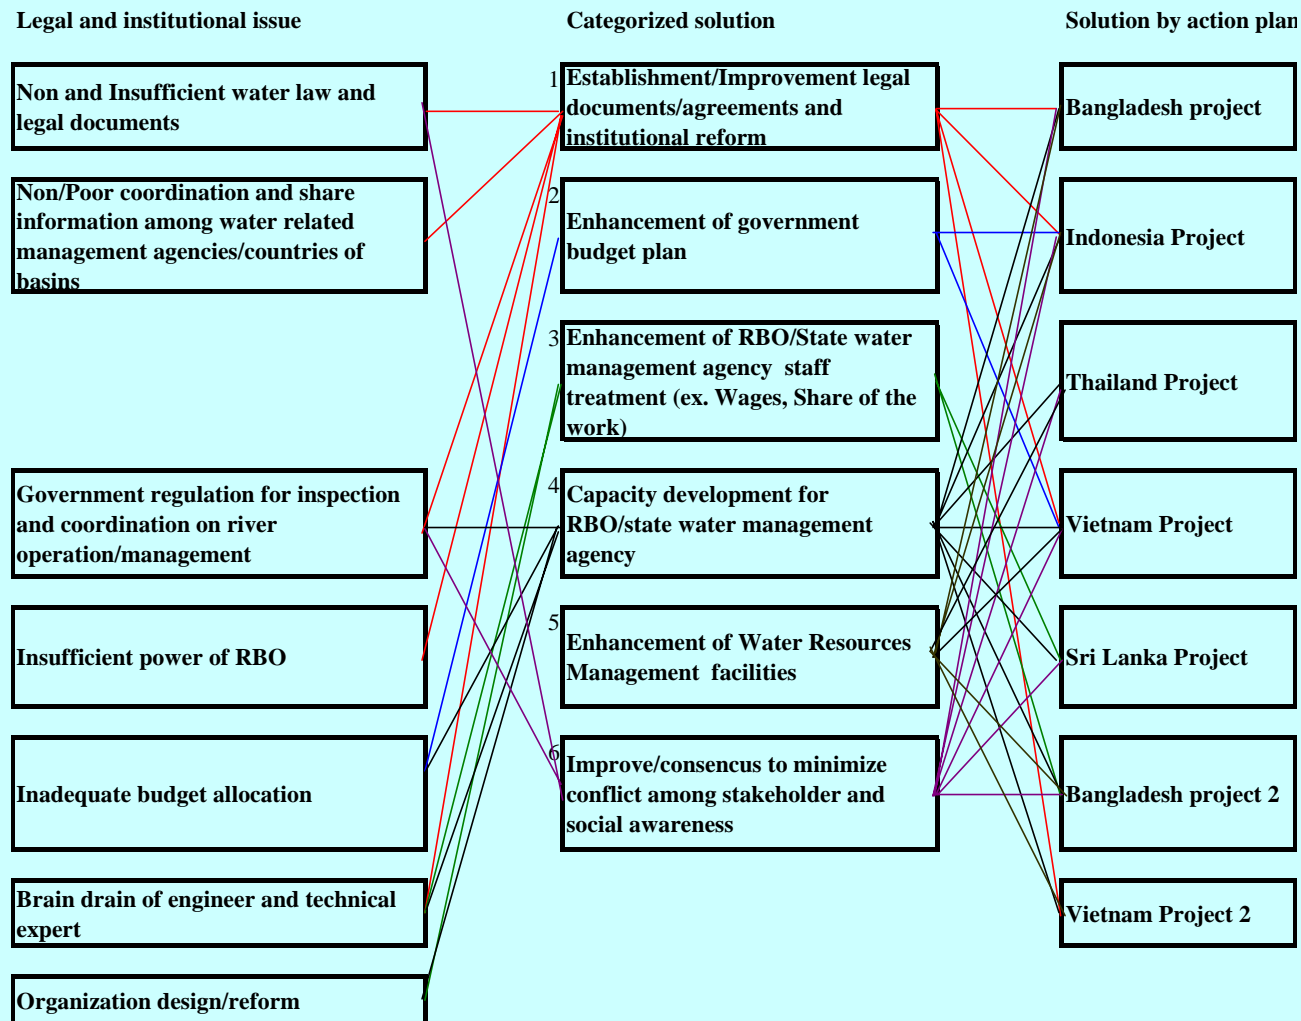 Legal and institutional issue
Categorized solution
Solution by action plan
Non and Insufficient water law and
legal documents
Non/Poor coordination and share
information among water related
management agencies/countries of
basins
Government regulation for inspection
and coordination on river
operation/management
Insufficient power of RBO
Inadequate budget allocation
Brain drain of engineer and technical
expert
Organization design/reform
1
Establishment/Improvement legal
documents/agreements and
institutional reform
2
Enhancement of government
budget plan
3
Enhancement of RBO/State water
management agency staff
treatment (ex. Wages, Share of the
work)
4
Capacity development for
RBO/state water management
agency
5
Enhancement of Water Resources
Management facilities
6
Improve/consencus to minimize
conflict among stakeholder and
social awareness
Bangladesh project
Indonesia Project
Thailand Project
Vietnam Project
Sri Lanka Project
Bangladesh project 2
Vietnam Project 2